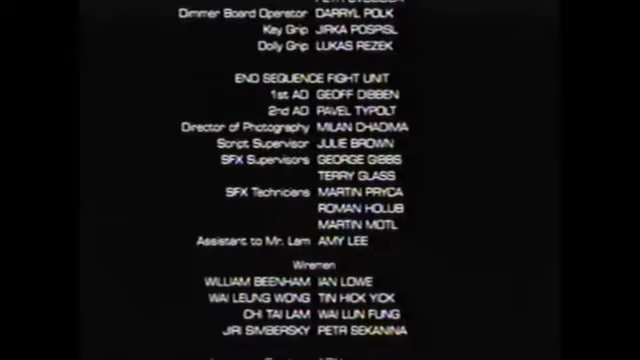 Dimmer Board Operator DARRYL POLK
Key Grip JIRKA POSPISL
Dolly Grip LUKAS REZEK
END SEQUENCE FIGHT UNIT
1st AD GEOFF DIBBEN
2nd AD PAVEL TYPOLT
Director of Photography MILAN CHADIMA
Script Supervisor JULIE BROWN
SFX Supervisors GEORGE GIBBS
TERRY GLASS
SFX Technicians MARTIN PRYCA
ROMAN HOLUB
MARTIN MOTL
Assistant to Mr. Lam AMY LEE
Wiremen
WILLIAM BEENHAM IAN LOWE
WAI LEUNG WONG TIN HICK YICK
CHI TAI LAM WAI LUN FUNG
JIRI SIMBERSKY PETR SEKANINA